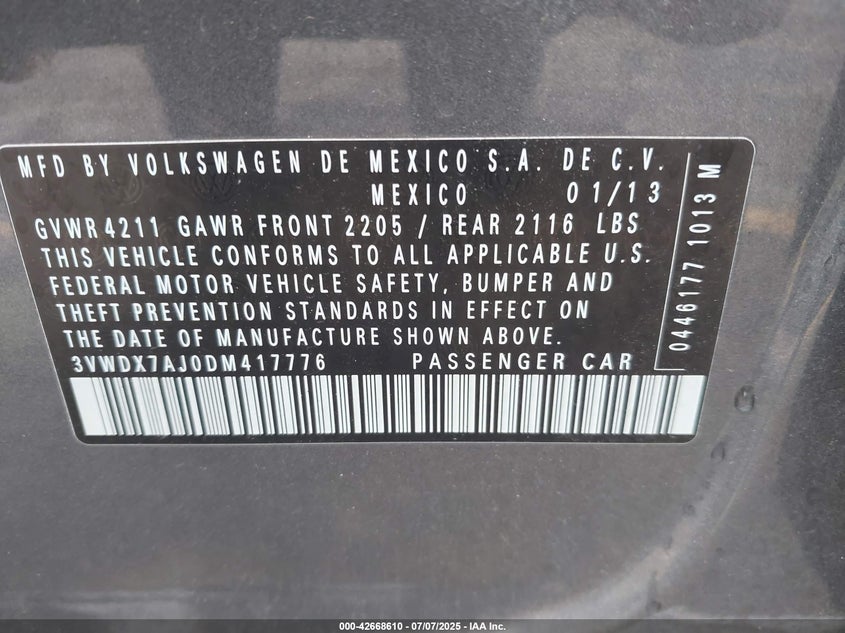 MFD BY VOLKSWAGEN DE MEXICO S.A. DE C.V.
MEXICO 01/13
GVWR 4211 GAWR FRONT 2205 / REAR 2116 LBS
THIS VEHICLE CONFORMS TO ALL APPLICABLE U.S.
FEDERAL MOTOR VEHICLE SAFETY, BUMPER AND
THEFT PREVENTION STANDARDS IN EFFECT ON
THE DATE OF MANUFACTURE SHOWN ABOVE.
3VWDX7AJ0DM417776 PASSENGER CAR
0446177 1013 M
000-42668610 - 07/07/2025 - IAA Inc.